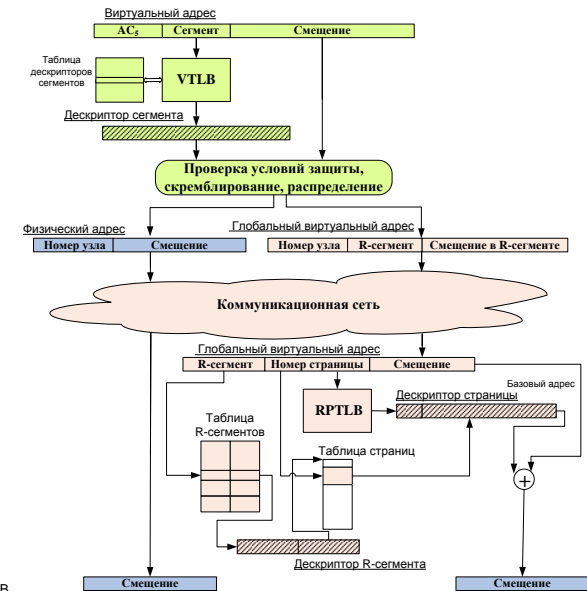 Виртуальный адрес
AC₅ Сегмент Смещение
Таблица
дескрипторов
сегментов
VTLB
Дескриптор сегмента
Проверка условий защиты,
скремблирование, распределение
Физический адрес Глобальный виртуальный адрес
Номер узла Смещение Номер узла R-сегмент Смещение в R-сегменте
Коммуникационная сеть
Глобальный виртуальный адрес
R-сегмент Номер страницы Смещение
Базовый адрес
Дескриптор страницы
RPTLB
Таблица
R-сегментов
Таблица страниц
+
Дескриптор R-сегмента
Смещение Смещение
В